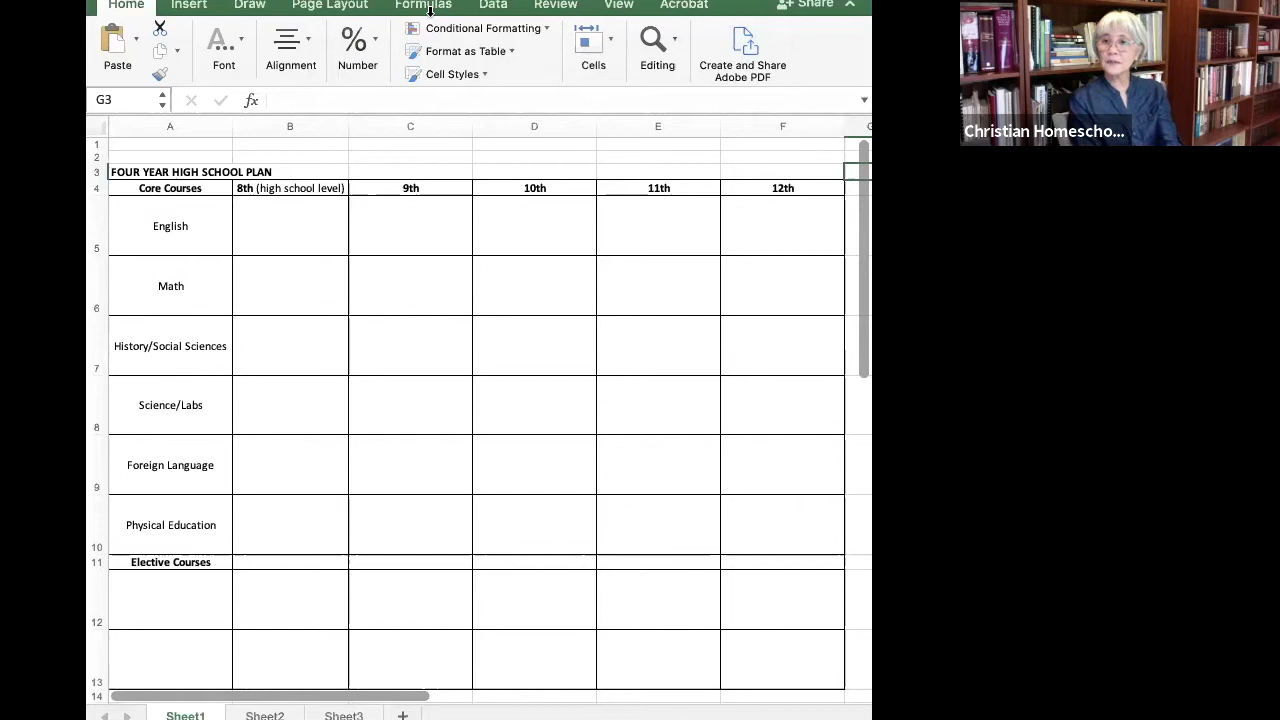 Home Insert Draw Page Layout Formulas Data Review View Acrobat Share
Paste
Font
Alignment
Number
Conditional Formatting
Format as Table
Cell Styles
Cells
Editing
Create and Share
Adobe PDF
G3
fx
A B C D E F G
1
2
3 FOUR YEAR HIGH SCHOOL PLAN
4 Core Courses 8th (high school level) 9th 10th 11th 12th
English
5
Math
6
History/Social Sciences
7
Science/Labs
8
Foreign Language
9
Physical Education
10
11 Elective Courses
12
13
14
Sheet1 Sheet2 Sheet3 +
Christian Homescho...